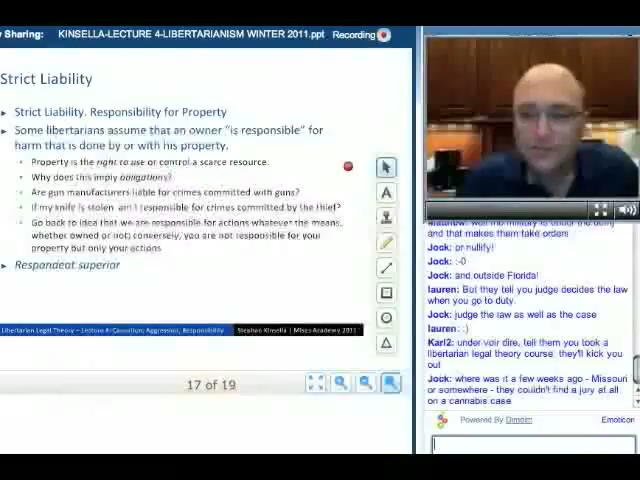 Sharing: KINSELLA-LECTURE 4-LIBERTARIANISM WINTER 2011.ppt Recording
Strict Liability
Strict Liability. Responsibility for Property
Some libertarians assume that an owner "is responsible" for
harm that is done by or with his property.
Property is the right to use or control a scarce resource.
Why does this imply obligations?
Are gun manufacturers liable for crimes committed with guns?
If my knife is stolen am I responsible for crimes committed by the thief?
Go back to idea that we are responsible for actions whatever the means,
whether owned or not; conversely, you are not responsible for your
property but only your actions
Respondeat superior
Libertarian Legal Theory – Lecture 4: Causation, Aggression, Responsibility
Stephan Kinsella | Mises Academy 2011
17 of 19
A
and that makes them take orders
Jock: or nullify!
Jock: :-0
Jock: and outside Florida!
lauren: But they tell you judge decides the law
when you go to duty.
Jock: judge the law as well as the case
lauren: :)
Karl2: under voir dire, tell them you took a
libertarian legal theory course, they'll kick you
out
Jock: where was it a few weeks ago - Missouri
or somewhere - they couldn't find a jury at all
on a cannabis case
Powered By Dimdim Emoticon